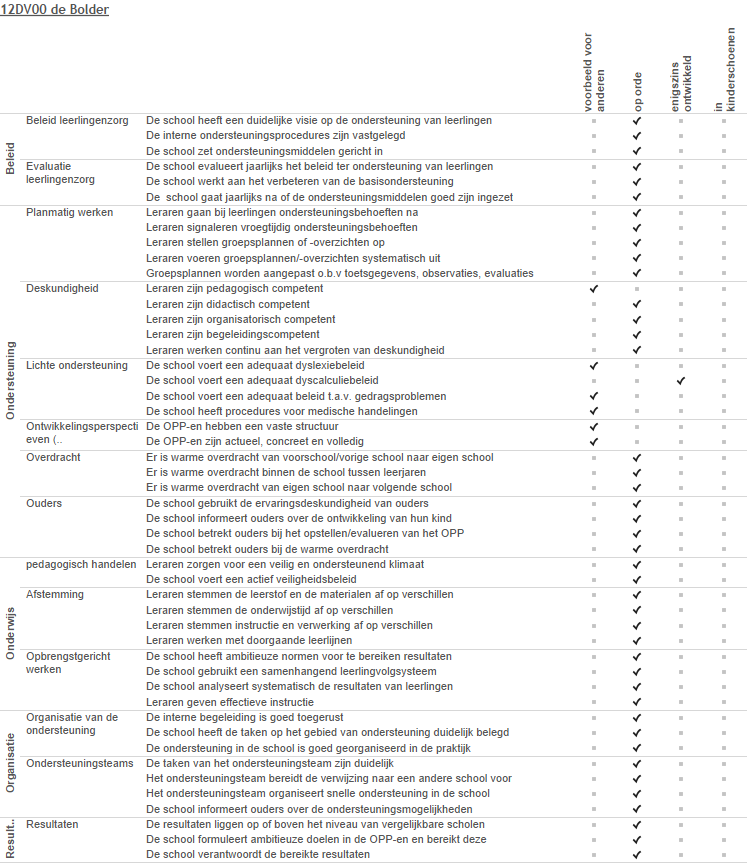 12DV00 de Bolder
voorbeeld voor anderen
op orde
enigszins ontwikkeld
in kinderschoenen
Beleid
Beleid leerlingenzorg De school heeft een duidelijke visie op de ondersteuning van leerlingen
De interne ondersteuningsprocedures zijn vastgelegd
De school zet ondersteuningsmiddelen gericht in
Evaluatie De school evalueert jaarlijks het beleid ter ondersteuning van leerlingen
leerlingenzorg De school werkt aan het verbeteren van de basisondersteuning
De school gaat jaarlijks na of de ondersteuningsmiddelen goed zijn ingezet
Ondersteuning
Planmatig werken Leraren gaan bij leerlingen ondersteuningsbehoeften na
Leraren signaleren vroegtijdig ondersteuningsbehoeften
Leraren stellen groepsplannen of -overzichten op
Leraren voeren groepsplannen/-overzichten systematisch uit
Groepsplannen worden aangepast o.b.v toetsgegevens, observaties, evaluaties
Deskundigheid Leraren zijn pedagogisch competent
Leraren zijn didactisch competent
Leraren zijn organisatorisch competent
Leraren zijn begeleidingscompetent
Leraren werken continu aan het vergroten van deskundigheid
Lichte ondersteuning De school voert een adequaat dyslexiebeleid
De school voert een adequaat dyscalculiebeleid
De school voert een adequaat beleid t.a.v. gedragsproblemen
De school heeft procedures voor medische handelingen
Ontwikkelingsperspecti De OPP-en hebben een vaste structuur
even (.. De OPP-en zijn actueel, concreet en volledig
Overdracht Er is warme overdracht van voorschool/vorige school naar eigen school
Er is warme overdracht binnen de school tussen leerjaren
Er is warme overdracht van eigen school naar volgende school
Ouders De school gebruikt de ervaringsdeskundigheid van ouders
De school informeert ouders over de ontwikkeling van hun kind
De school betrekt ouders bij het opstellen/evalueren van het OPP
De school betrekt ouders bij de warme overdracht
Onderwijs
pedagogisch handelen Leraren zorgen voor een veilig en ondersteunend klimaat
De school voert een actief veiligheidsbeleid
Afstemming Leraren stemmen de leerstof en de materialen af op verschillen
Leraren stemmen de onderwijstijd af op verschillen
Leraren stemmen instructie en verwerking af op verschillen
Leraren werken met doorgaande leerlijnen
Opbrengstgericht De school heeft ambitieuze normen voor te bereiken resultaten
werken De school gebruikt een samenhangend leerlingvolgsysteem
De school analyseert systematisch de resultaten van leerlingen
Leraren geven effectieve instructie
Organisatie
Organisatie van de De interne begeleiding is goed toegerust
ondersteuning De school heeft de taken op het gebied van ondersteuning duidelijk belegd
De ondersteuning in de school is goed georganiseerd in de praktijk
Ondersteuningsteams De taken van het ondersteuningsteam zijn duidelijk
Het ondersteuningsteam bereidt de verwijzing naar een andere school voor
Het ondersteuningsteam organiseert snelle ondersteuning in de school
De school informeert ouders over de ondersteuningsmogelijkheden
Result..
Resultaten De resultaten liggen op of boven het niveau van vergelijkbare scholen
De school formuleert ambitieuze doelen in de OPP-en en bereikt deze
De school verantwoordt de bereikte resultaten